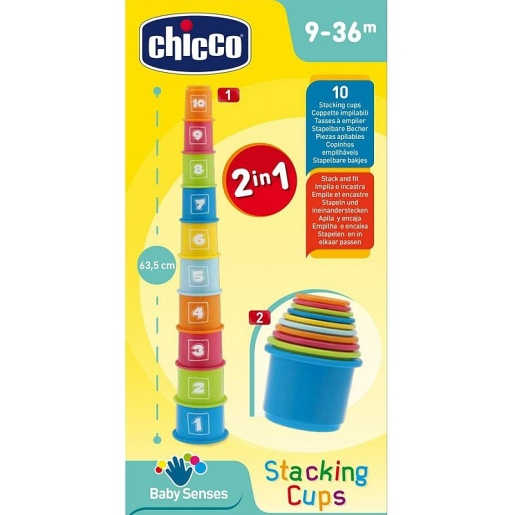 chicco
9-36m
1
10
Stacking cups
Coppette impilabili
Tasses à empiler
Stapelbare Becher
Piezas apilables
Copinhos
empilháveis
Stapelbare bakjes
2 in 1
Stack and fit
Impila e incastra
Empile et encastre
Stapeln und
ineinanderstecken
Apila y encaja
Empilha e encaixa
Stapelen en in
elkaar passen
10
9
8
7
6
5
4
3
2
1
63,5 cm
2
Baby Senses
Stacking
Cups